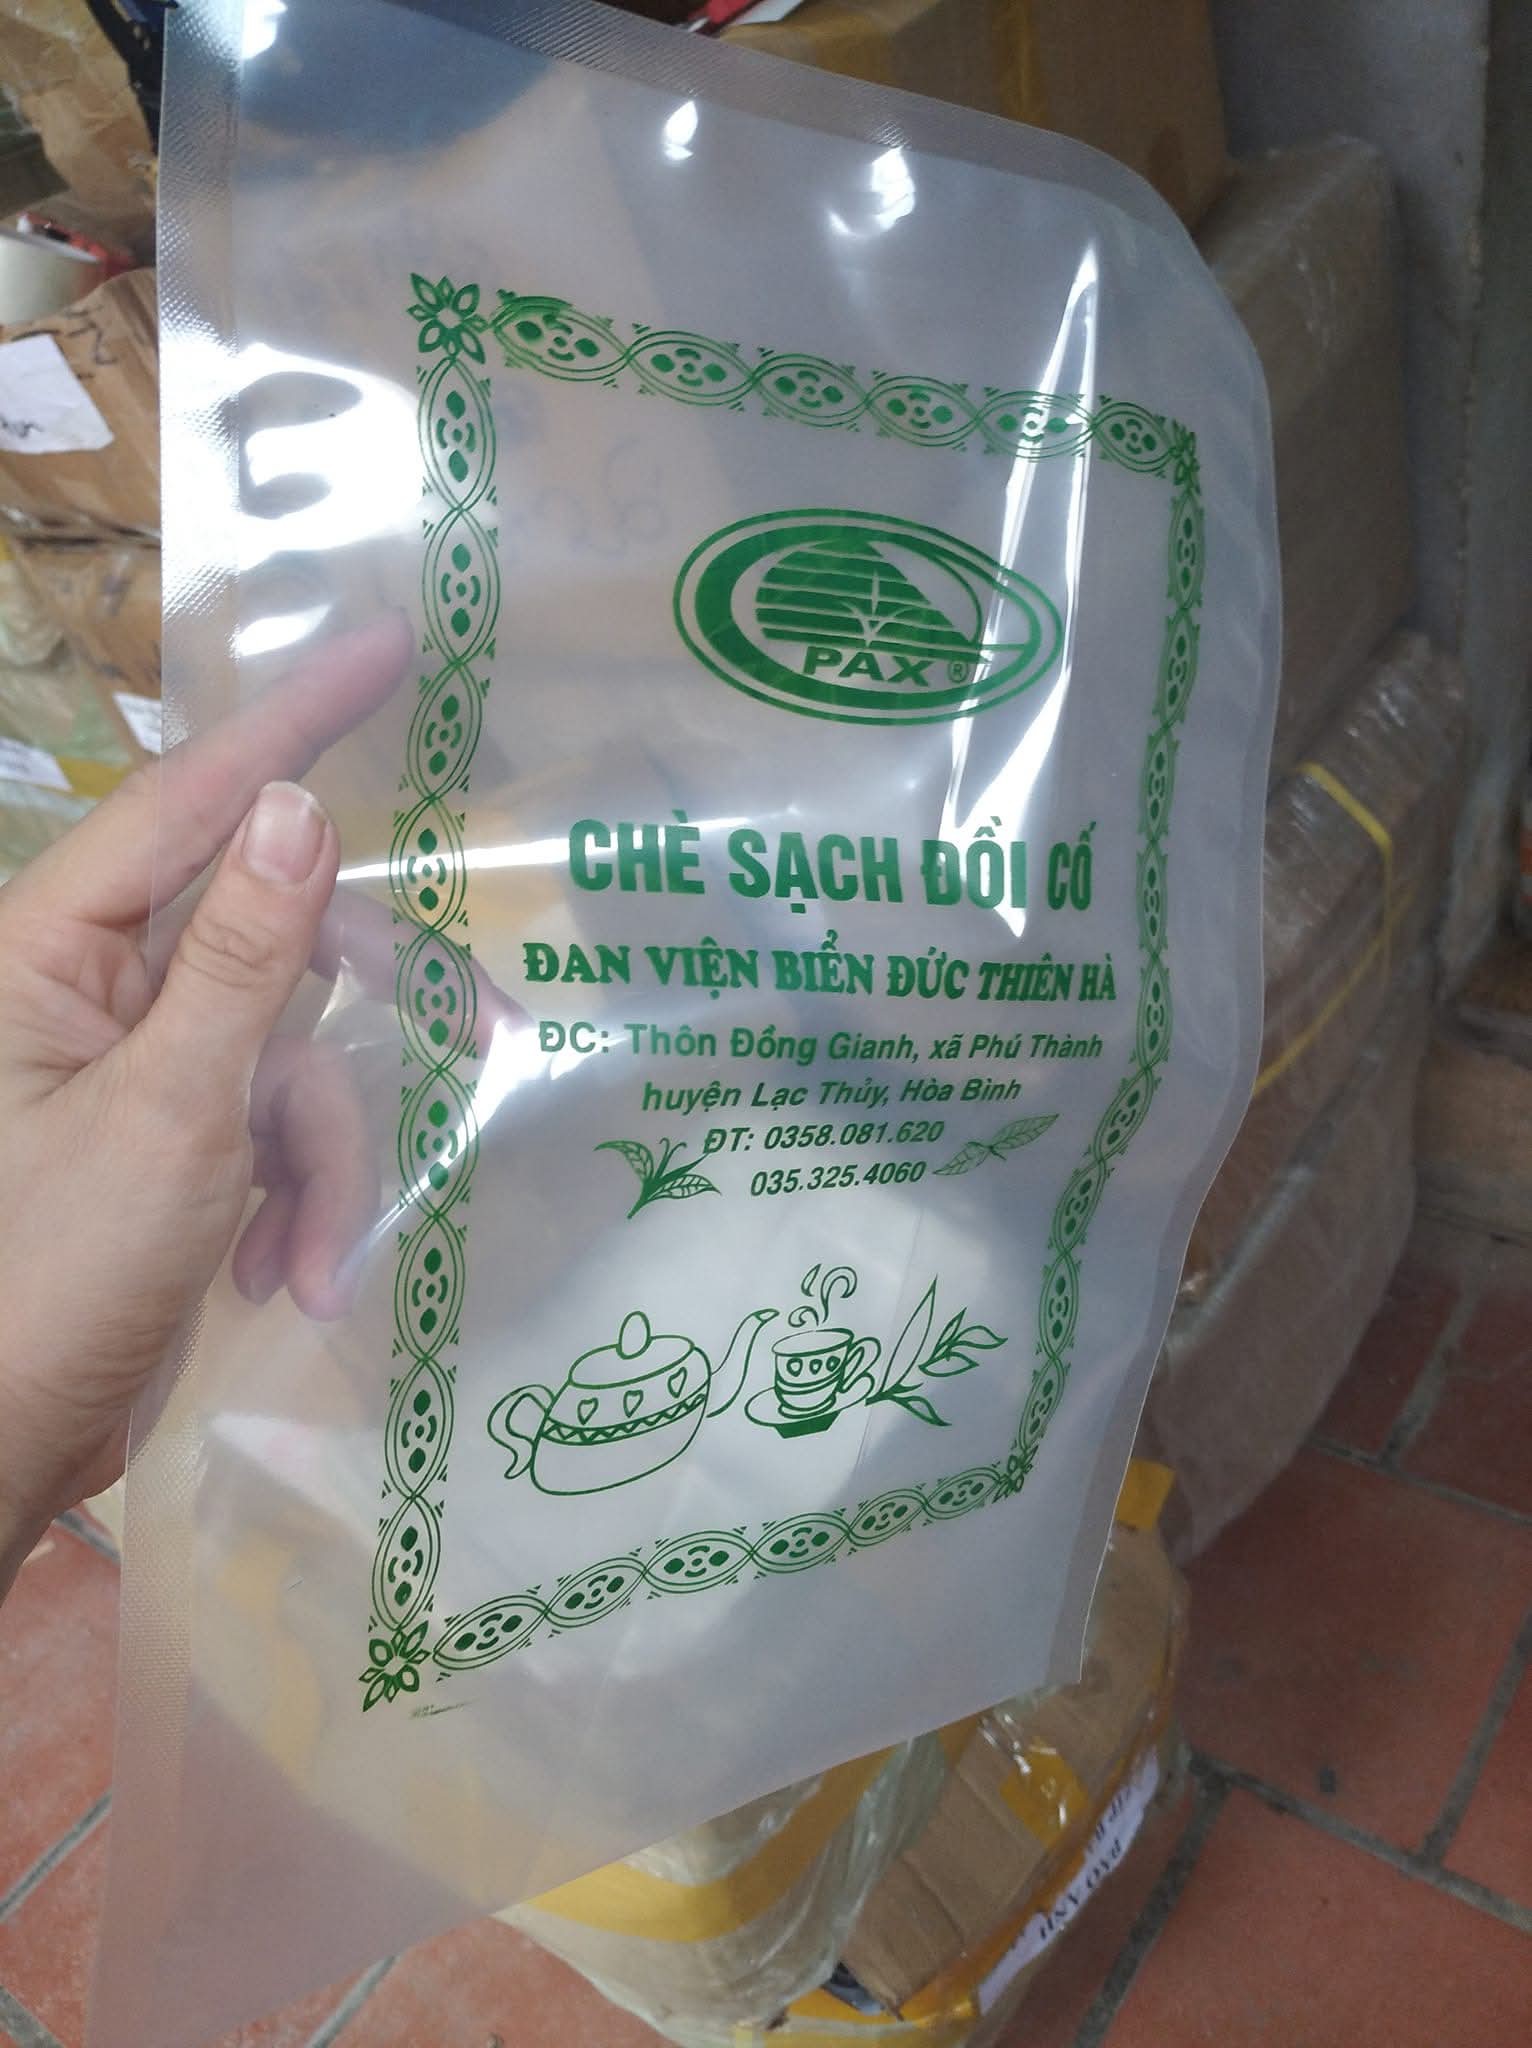 PAX ®
CHÈ SẠCH ĐỒI CỐ
ĐAN VIỆN BIỂN ĐỨC THIÊN HÀ
ĐC: Thôn Đồng Gianh, xã Phú Thành
huyện Lạc Thủy, Hòa Bình
ĐT: 0358.081.620
035.325.4060